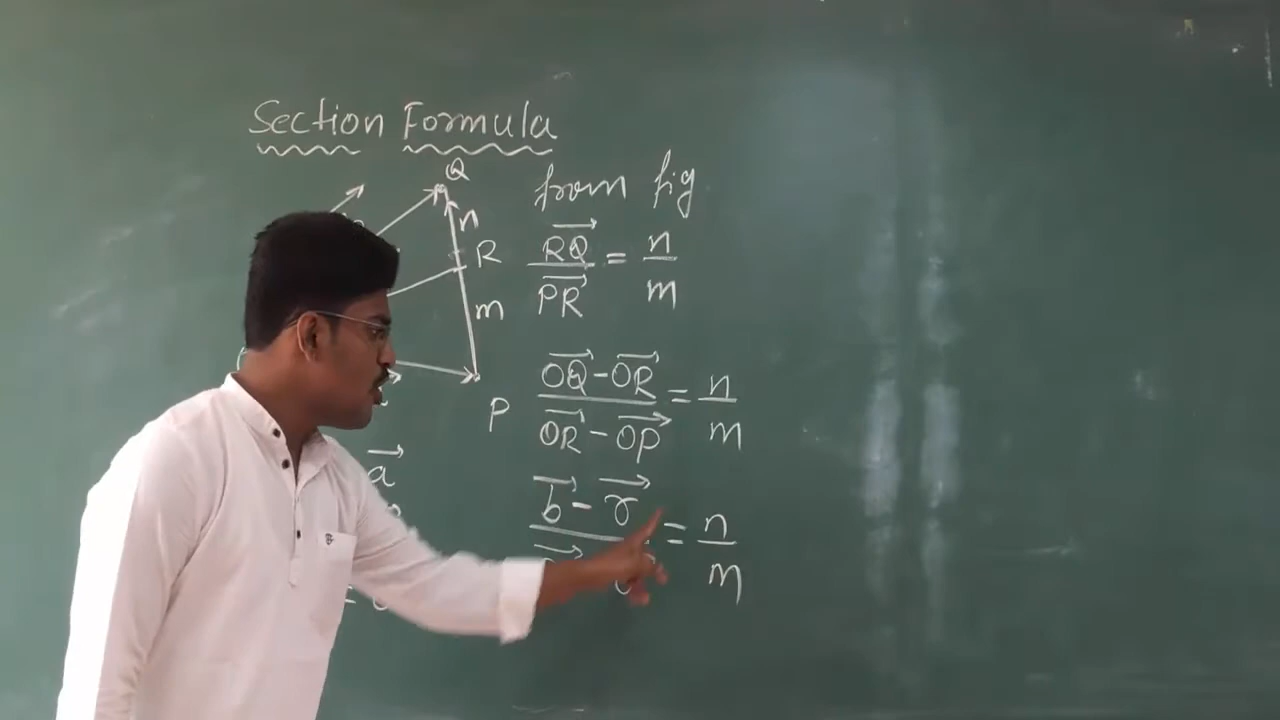 Section Formula
Q
from fig
n
R
m
P
RQ/PR = n/m
OQ - OR/OR - OP = n/m
a
b - r
= n/m